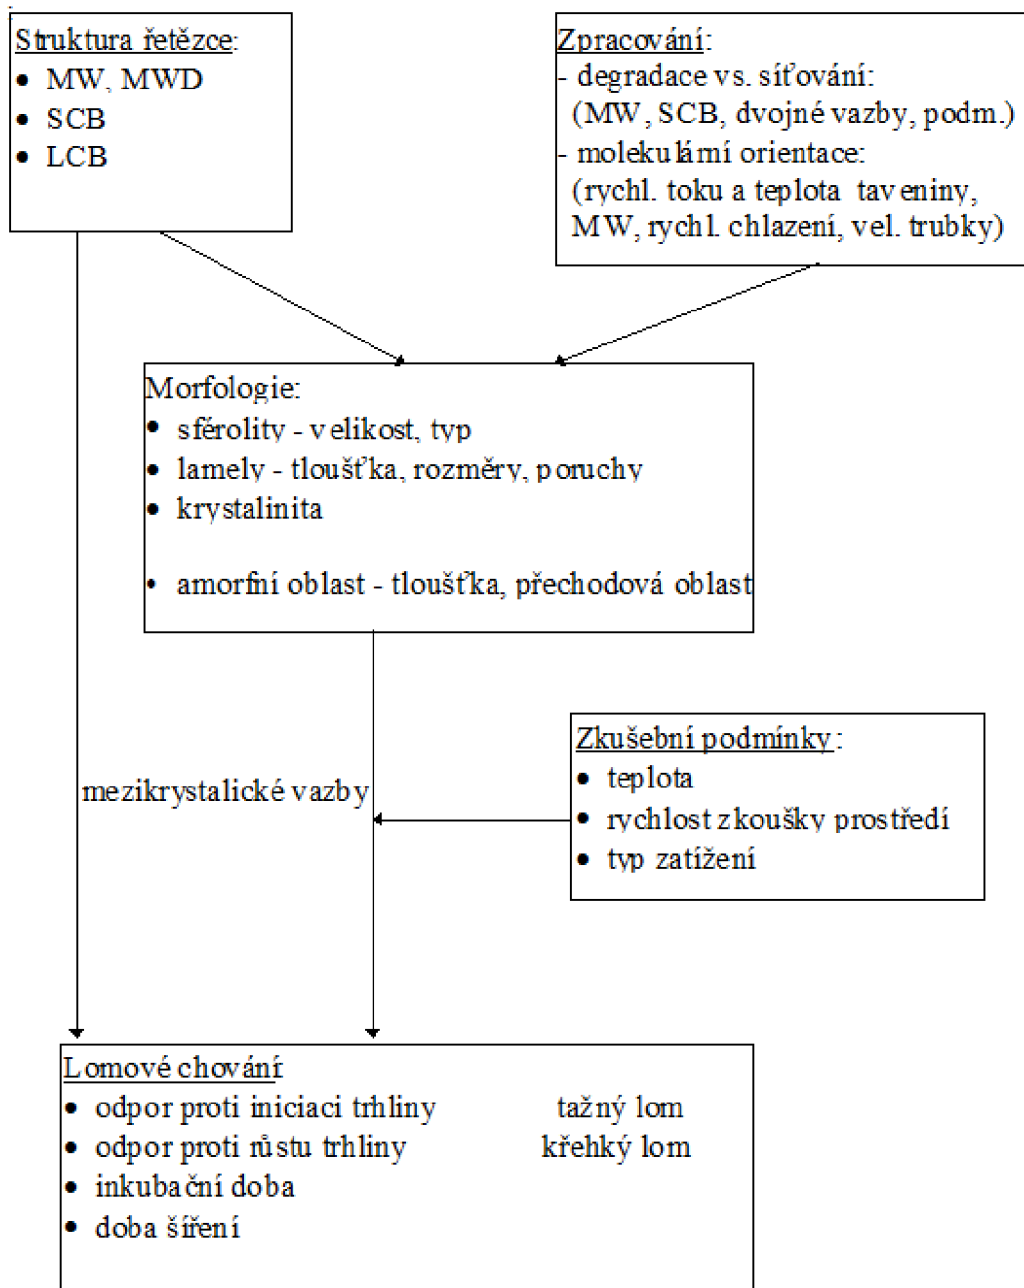 Struktura řetězce:
• MW, MWD
• SCB
• LCB
Zpracování:
- degradace vs. síťování:
(MW, SCB, dvojné vazby, podm.)
- molekulární orientace:
(rychl. toku a teplota taveniny,
MW, rychl. chlazení, vel. trubky)
Morfologie:
• sférolity - velikost, typ
• lamely - tloušťka, rozměry, poruchy
• krystalinita
• amorfní oblast - tloušťka, přechodová oblast
Zkušební podmínky:
• teplota
• rychlost zkoušky prostředí
• typ zatížení
mezikrystalické vazby
Lomové chování:
• odpor proti iniciaci trhliny tažný lom
• odpor proti růstu trhliny křehký lom
• inkubační doba
• doba šíření